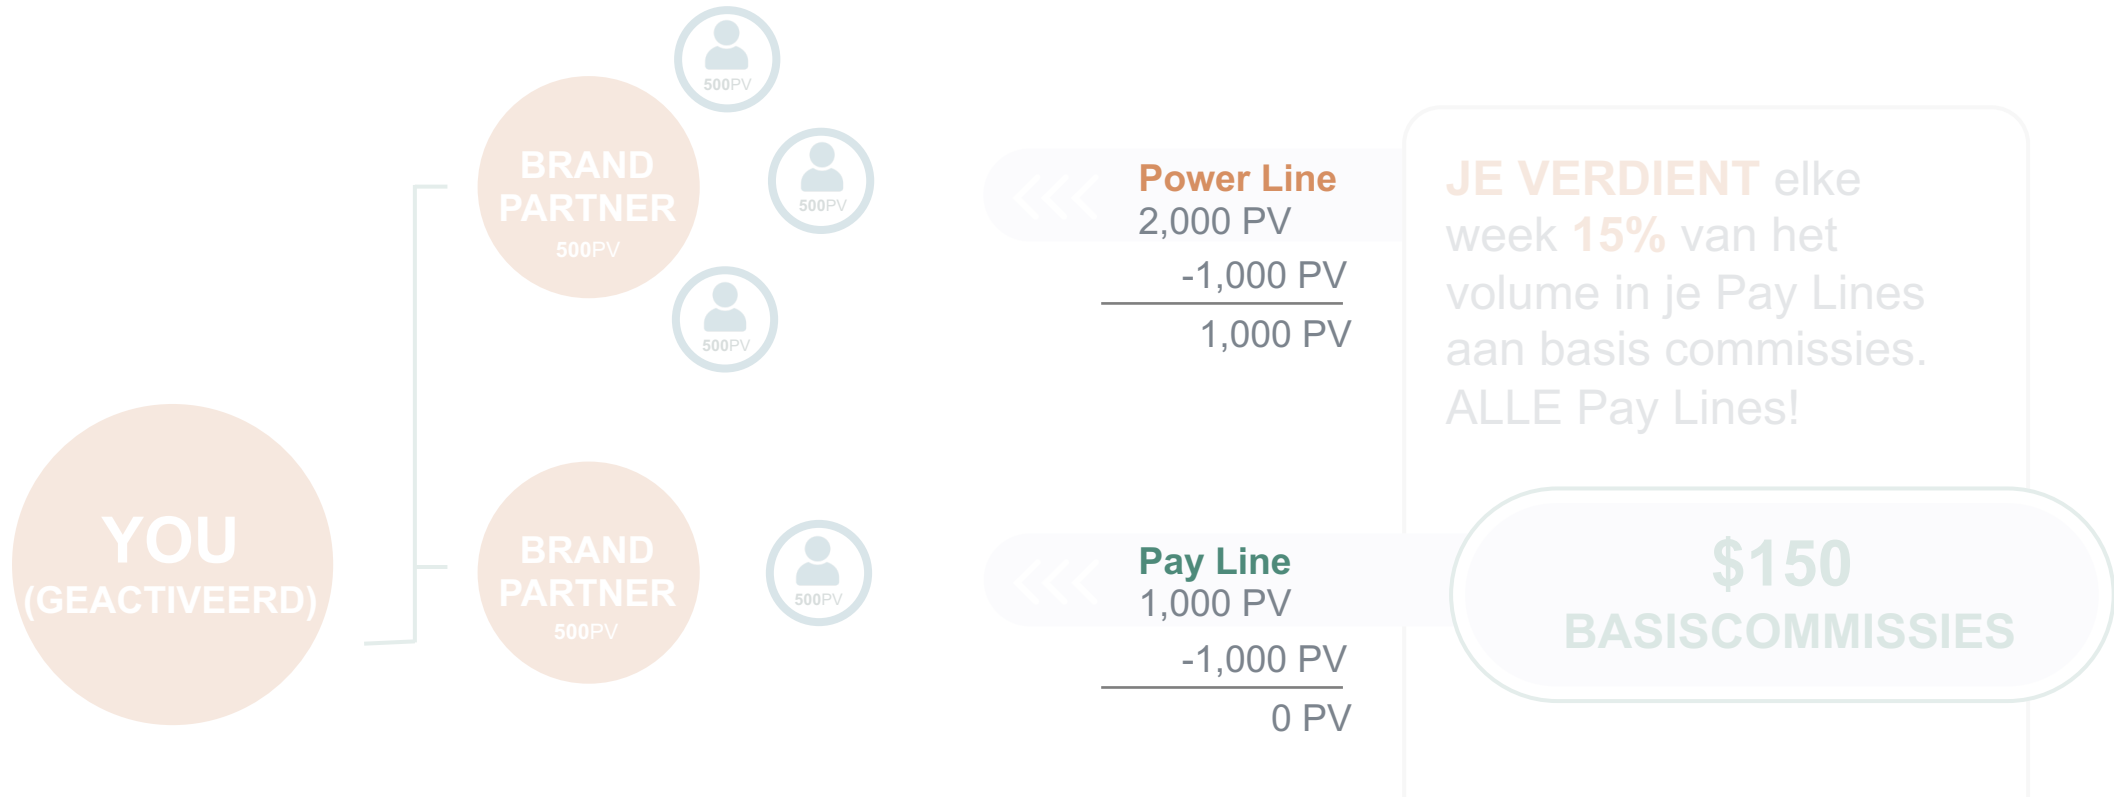 500PV
BRAND
PARTNER
500PV
500PV
500PV
YOU
(GEACTIVEERD)
BRAND
PARTNER
500PV
500PV
Power Line
2,000 PV
-1,000 PV
1,000 PV
Pay Line
1,000 PV
-1,000 PV
0 PV
JE VERDIENT elke
week 15% van het
volume in je Pay Lines
aan basis commissies.
ALLE Pay Lines!
$150
BASISCOMMISSIES